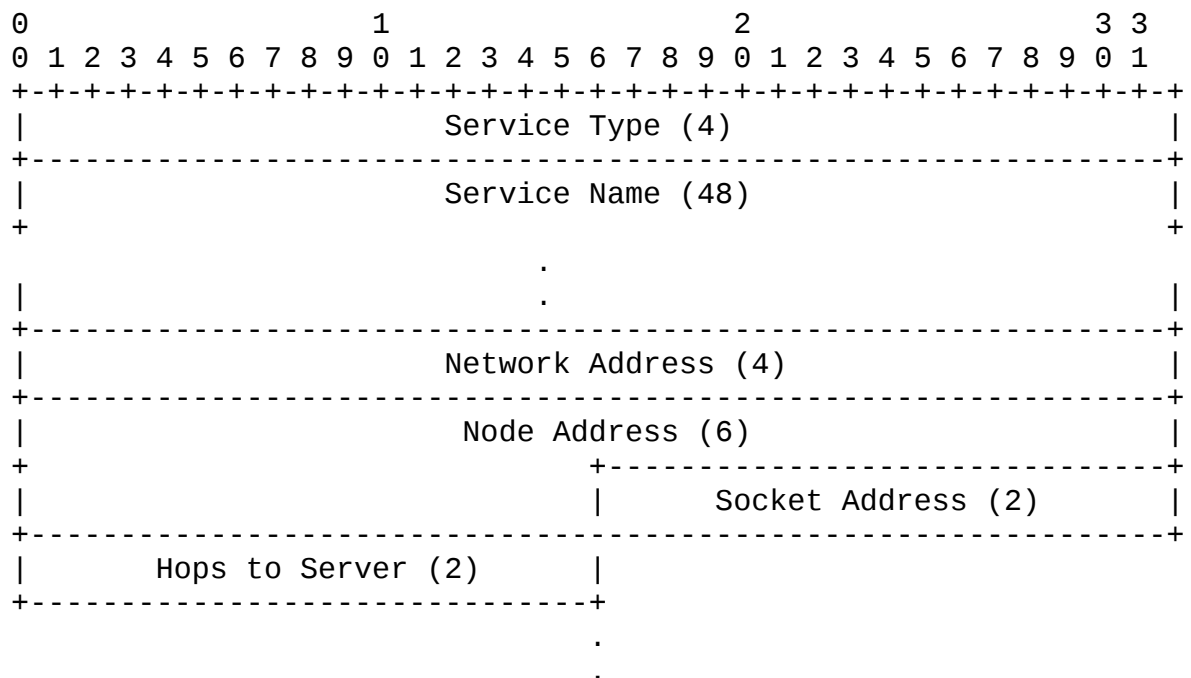 0                   1                   2                   3 3
0 1 2 3 4 5 6 7 8 9 0 1 2 3 4 5 6 7 8 9 0 1 2 3 4 5 6 7 8 9 0 1
+-+-+-+-+-+-+-+-+-+-+-+-+-+-+-+-+-+-+-+-+-+-+-+-+-+-+-+-+-+-+-+-+
|                       Service Type (4)                        |
+---------------------------------------------------------------+
|                       Service Name (48)                       |
+                                                               +
                             .
|                            .                                  |
+---------------------------------------------------------------+
|                       Network Address (4)                     |
+---------------------------------------------------------------+
|                        Node Address (6)                       |
+                               +-------------------------------+
|                               |      Socket Address (2)       |
+---------------------------------------------------------------+
|       Hops to Server (2)      |
+-------------------------------+
                                .
                                .